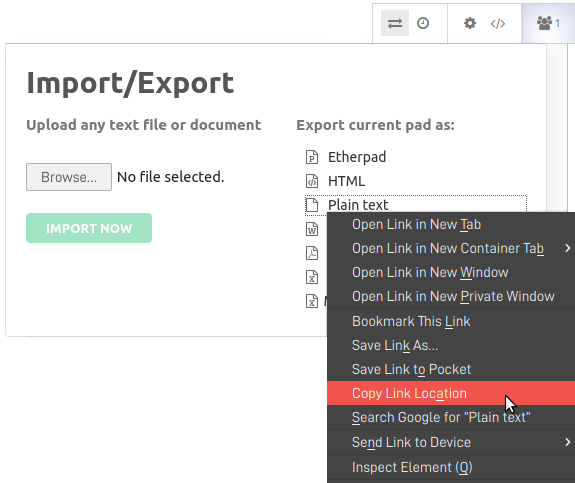 1
Import/Export
Upload any text file or document
Export current pad as:
Etherpad
HTML
Plain text
Browse...
No file selected.
IMPORT NOW
Open Link in New Tab
Open Link in New Container Tab
Open Link in New Window
Open Link in New Private Window
Bookmark This Link
Save Link As...
Save Link to Pocket
Copy Link Location
Search Google for "Plain text"
Send Link to Device
Inspect Element (Q)